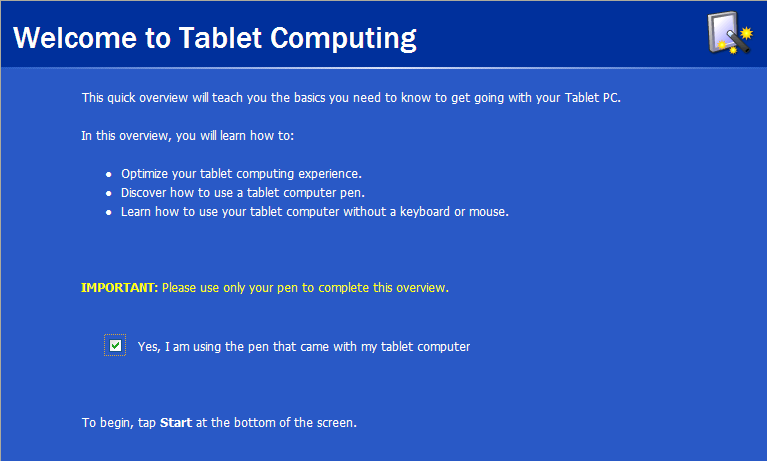 Welcome to Tablet Computing
This quick overview will teach you the basics you need to know to get going with your Tablet PC.
In this overview, you will learn how to:
• Optimize your tablet computing experience.
• Discover how to use a tablet computer pen.
• Learn how to use your tablet computer without a keyboard or mouse.
IMPORTANT: Please use only your pen to complete this overview.
Yes, I am using the pen that came with my tablet computer
To begin, tap Start at the bottom of the screen.